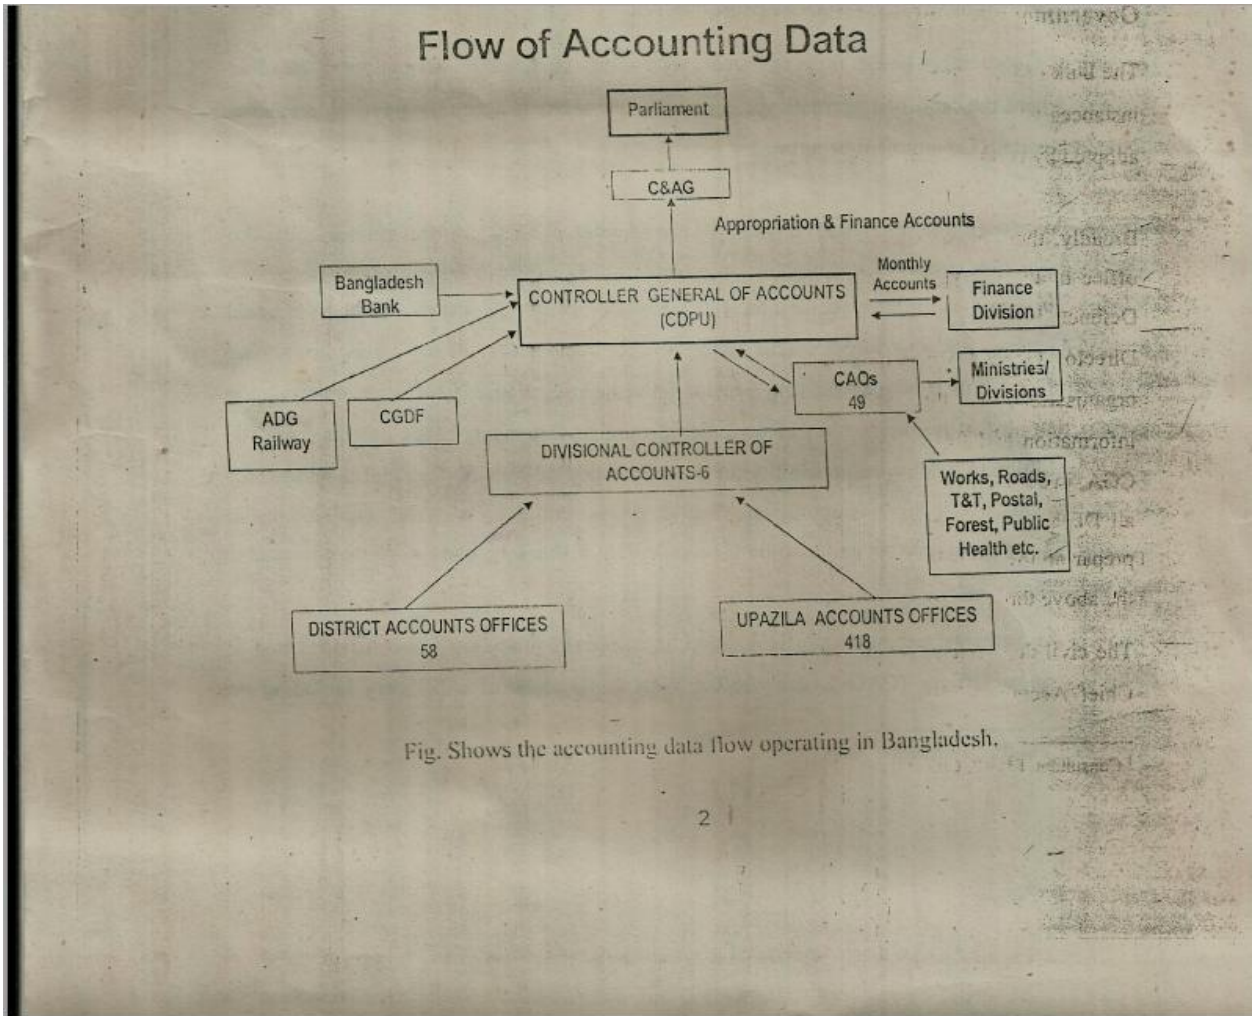 Flow of Accounting Data
Parliament
C&AG
Appropriation & Finance Accounts
Bangladesh
Bank
CONTROLLER GENERAL OF ACCOUNTS
(CDPU)
Monthly
Accounts
Finance
Division
ADG
Railway
CGDF
CAOs
49
Ministries/
Divisions
DIVISIONAL CONTROLLER OF
ACCOUNTS-6
Works, Roads,
T&T, Postal,
Forest, Public
Health etc.
DISTRICT ACCOUNTS OFFICES
58
UPAZILA ACCOUNTS OFFICES
418
Fig. Shows the accounting data flow operating in Bangladesh.
2